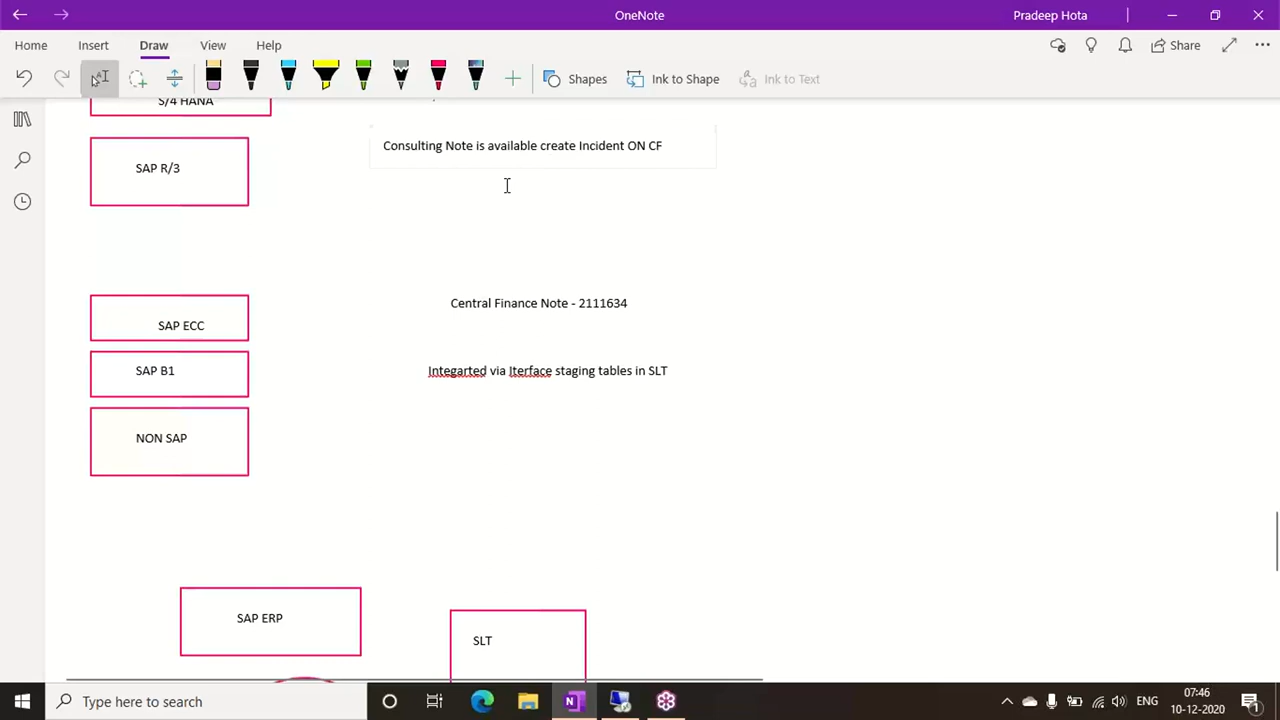 OneNote
Pradeep Hota
Home
Insert
Draw
View
Help
Share
Shapes
Ink to Shape
Ink to Text
S/4 HANA
Consulting Note is available create Incident ON CF
SAP R/3
Central Finance Note - 2111634
SAP ECC
SAP B1
Integarted via Iterface staging tables in SLT
NON SAP
SAP ERP
SLT
Type here to search
ENG
07:46
10-12-2020